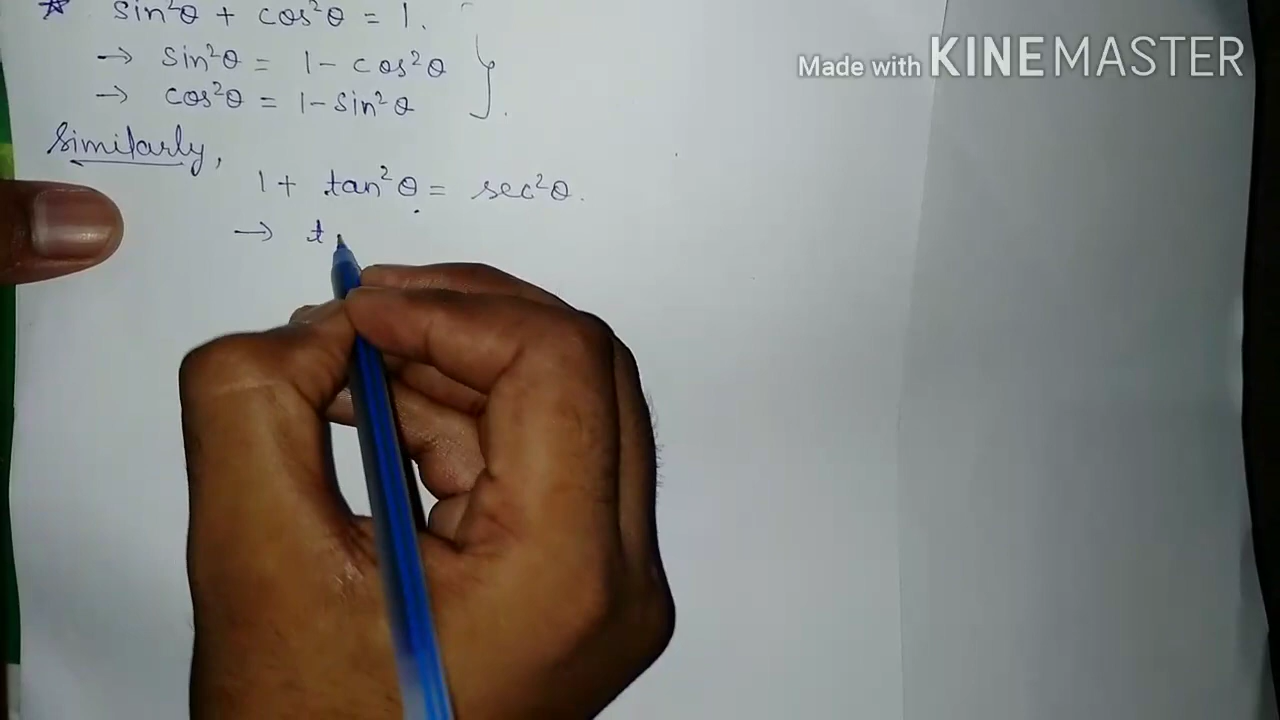 ☆ sin²θ + cos²θ = 1.
Made with KINEMASTER
→ sin²θ = 1 - cos²θ
→ cos²θ = 1 - sin²θ
Similarly,
1 + tan²θ = sec²θ.
→ t